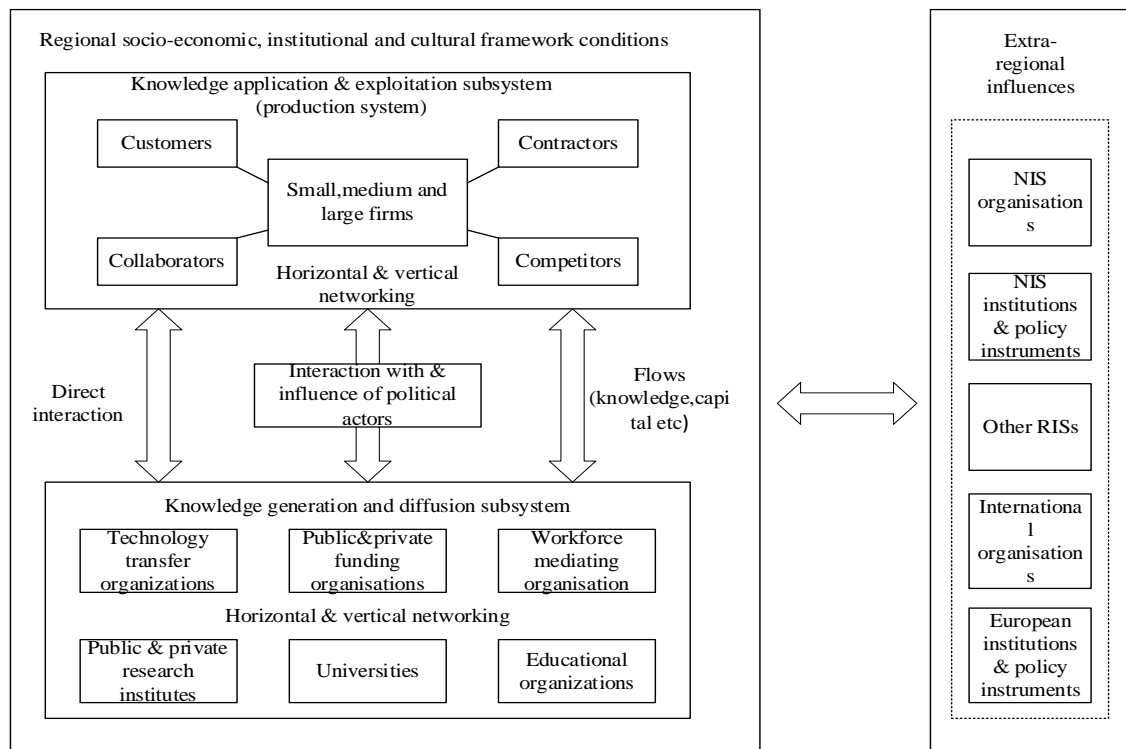 Regional socio-economic, institutional and cultural framework conditions
Knowledge application & exploitation subsystem
(production system)
Customers
Contractors
Small,medium and
large firms
Collaborators
Competitors
Horizontal & vertical
networking
Direct
interaction
Interaction with &
influence of political
actors
Flows
(knowledge,capi
tal etc)
Knowledge generation and diffusion subsystem
Technology
transfer
organizations
Public&private
funding
organisations
Workforce
mediating
organisation
Horizontal & vertical networking
Public & private
research
institutes
Universities
Educational
organizations
Extra-
regional
influences
NIS
organisation
s
NIS
institutions
& policy
instruments
Other RISs
Internationa
l
organisation
s
European
institutions
& policy
instruments